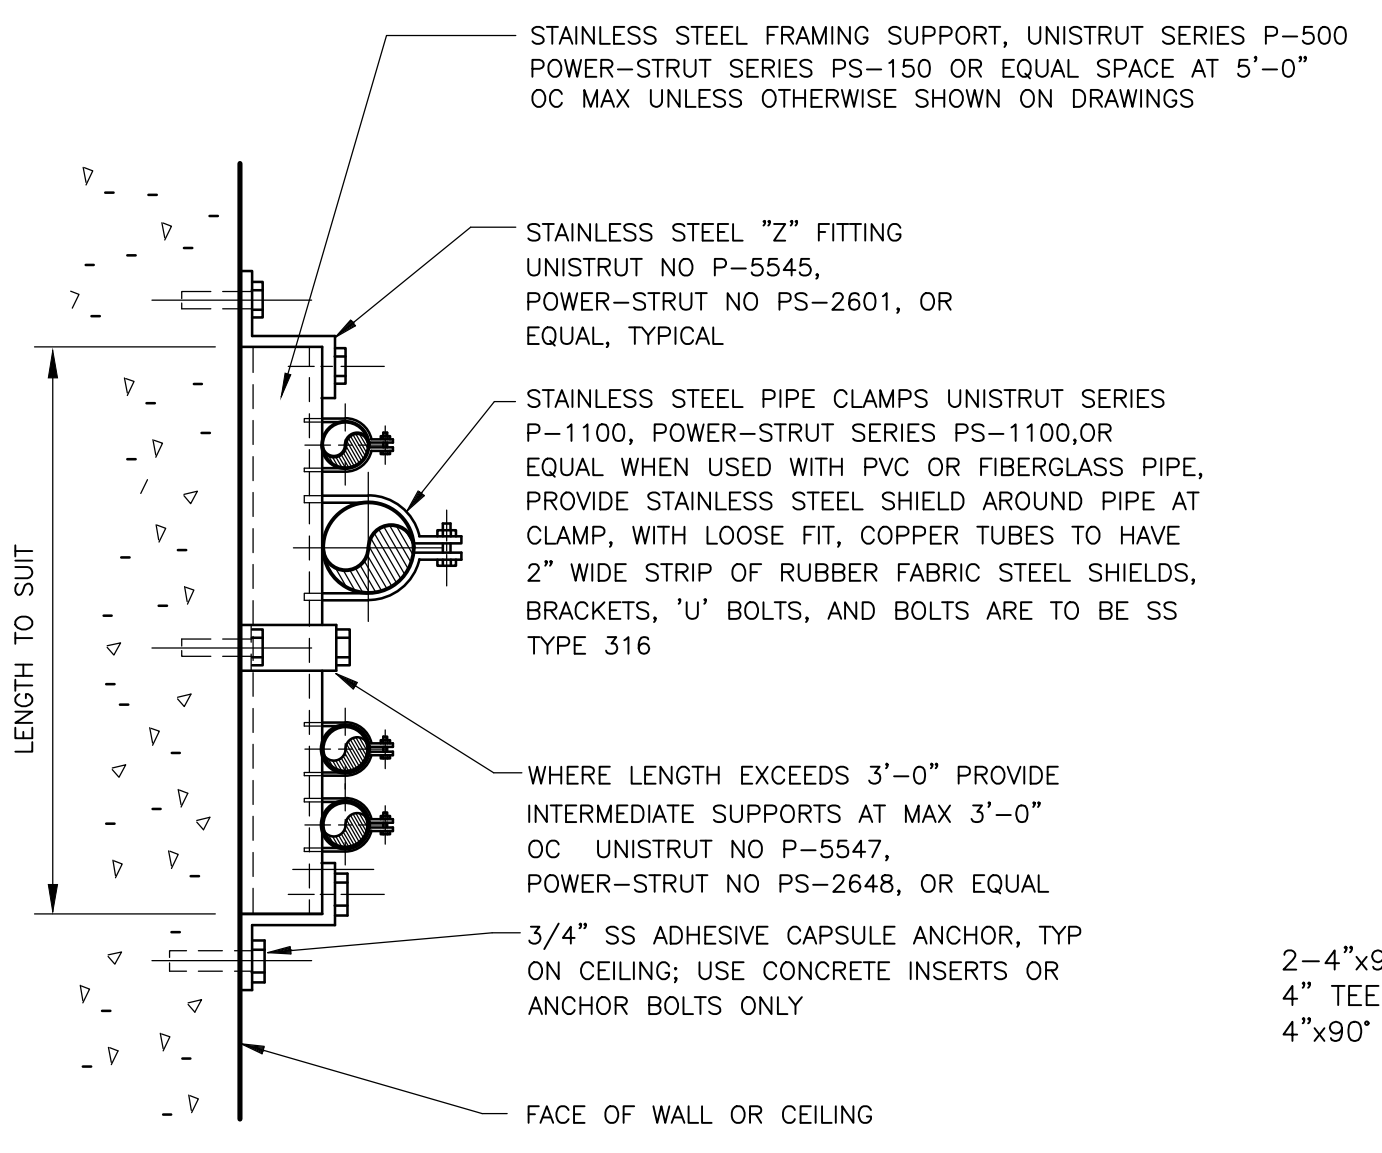 STAINLESS STEEL FRAMING SUPPORT, UNISTRUT SERIES P-500
POWER-STRUT SERIES PS-150 OR EQUAL SPACE AT 5'-0"
OC MAX UNLESS OTHERWISE SHOWN ON DRAWINGS
STAINLESS STEEL "Z" FITTING
UNISTRUT NO P-5545,
POWER-STRUT NO PS-2601, OR
EQUAL, TYPICAL
STAINLESS STEEL PIPE CLAMPS UNISTRUT SERIES
P-1100, POWER-STRUT SERIES PS-1100,OR
EQUAL WHEN USED WITH PVC OR FIBERGLASS PIPE,
PROVIDE STAINLESS STEEL SHIELD AROUND PIPE AT
CLAMP, WITH LOOSE FIT, COPPER TUBES TO HAVE
2" WIDE STRIP OF RUBBER FABRIC STEEL SHIELDS,
BRACKETS, 'U' BOLTS, AND BOLTS ARE TO BE SS
TYPE 316
LENGTH TO SUIT
WHERE LENGTH EXCEEDS 3'-0" PROVIDE
INTERMEDIATE SUPPORTS AT MAX 3'-0"
OC UNISTRUT NO P-5547,
POWER-STRUT NO PS-2648, OR EQUAL
3/4" SS ADHESIVE CAPSULE ANCHOR, TYP
ON CEILING; USE CONCRETE INSERTS OR
ANCHOR BOLTS ONLY
FACE OF WALL OR CEILING
2-4"x9
4" TEE
4"x90°